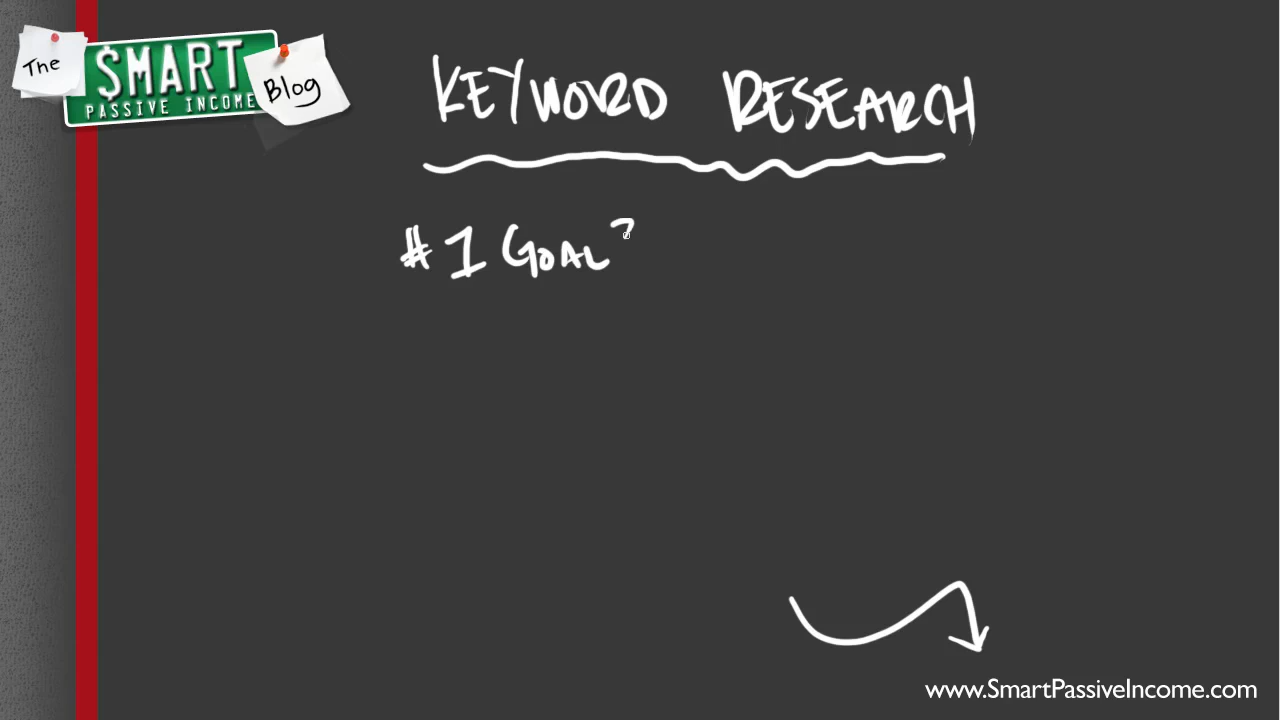 The
$MART
PASSIVE INCOME
Blog
KEYWORD RESEARCH
#1 GOAL?
www.SmartPassiveIncome.com